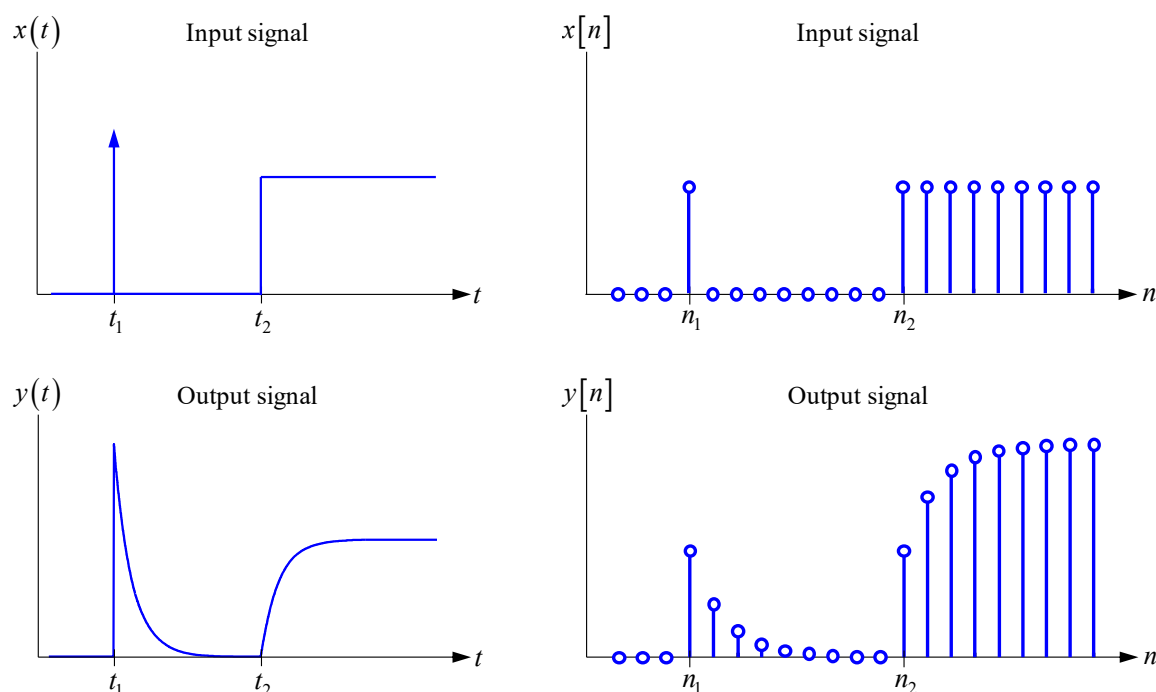 x(t) Input signal
t
t₁ t₂
x[n] Input signal
n
n₁ n₂
y(t) Output signal
t
t₁ t₂
y[n] Output signal
n
n₁ n₂